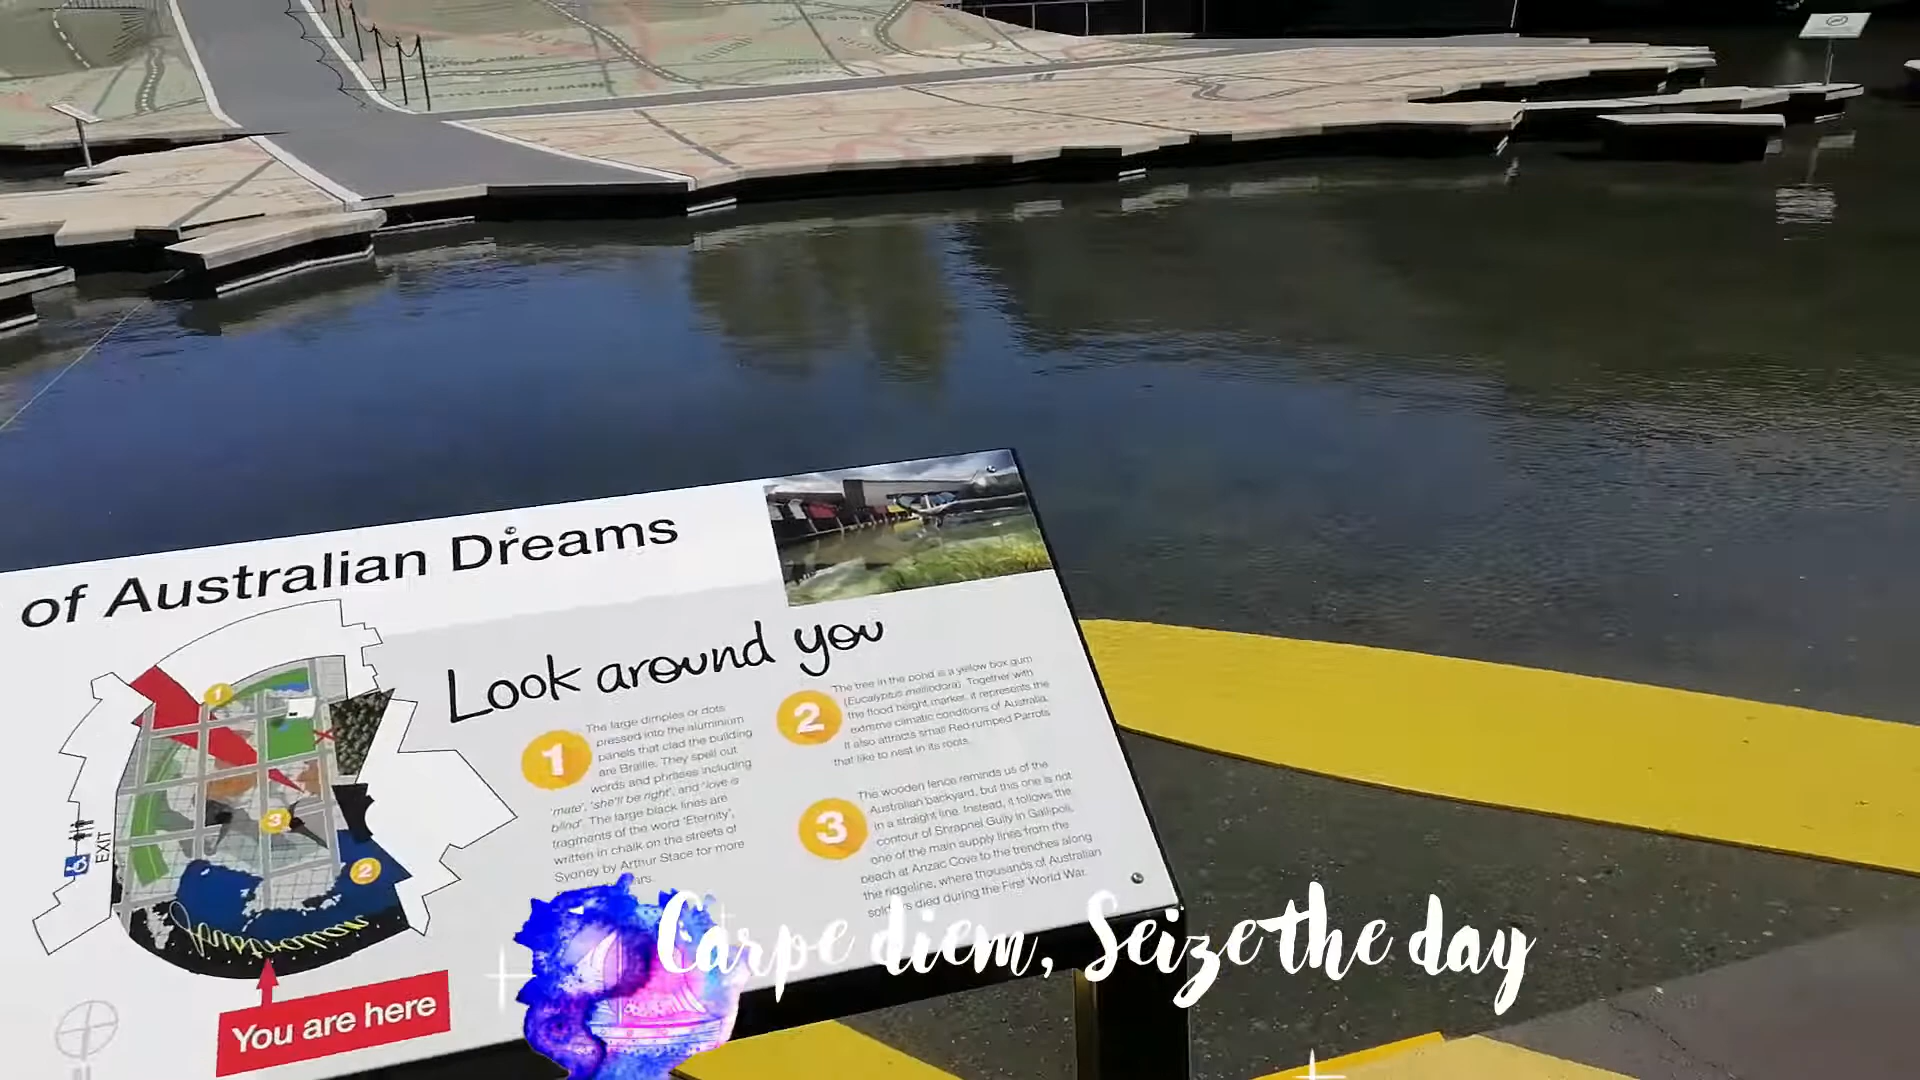 of Australian Dreams
Look around you
1
The large dimples or dots
pressed into the aluminium
panels that clad the building
are Braille. They spell out
words and phrases including
'mate', 'she'll be right', and 'love is
blind'. The large black lines are
fragments of the word 'Eternity',
written in chalk on the streets of
Sydney by Arthur Stace for more
2
The tree in the pond is a yellow box gum
(Eucalyptus melliodora). Together with
the flood height marker, it represents the
extreme climatic conditions of Australia.
It also attracts small Red-rumped Parrots
that like to nest in its roots.
3
The wooden fence reminds us of the
Australian backyard, but this one is not
in a straight line. Instead, it follows the
contour of Shrapnel Gully in Gallipoli,
one of the main supply lines from the
beach at Anzac Cove to the trenches along
the ridgeline, where thousands of Australian
died during the First World War.
1
3
2
EXIT
You are here
Carpe diem, Seize the day